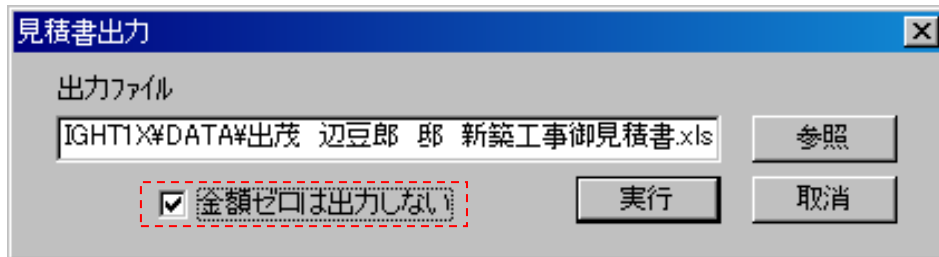 見積書出力
出力ファイル
IGHT1X¥DATA¥出茂 辺豆郎 邸 新築工事御見積書.xls
参照
金額ゼロは出力しない
実行
取消